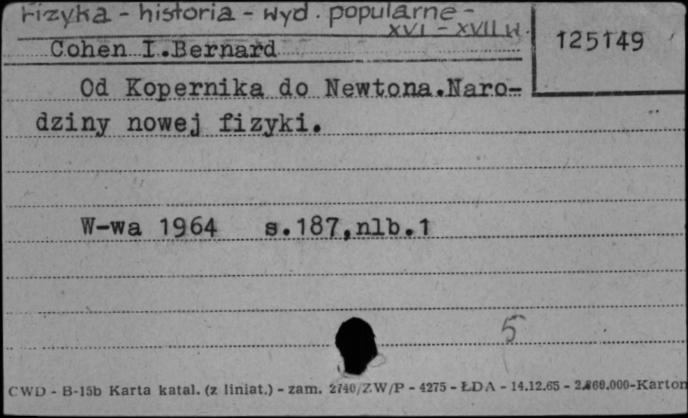 Fizyka - historia - wyd. popularne -
XVI - XVII w.
125149
Cohen I.Bernard
Od Kopernika do Newtona.Naro-
dziny nowej fizyki.
W-wa 1964 s.187,nlb.1
5
CWD - B-15b Karta katal. (z liniat.) - zam. 2740/ZW/P - 4275 - ŁDA - 14.12.65 - 2.860.000-Karton